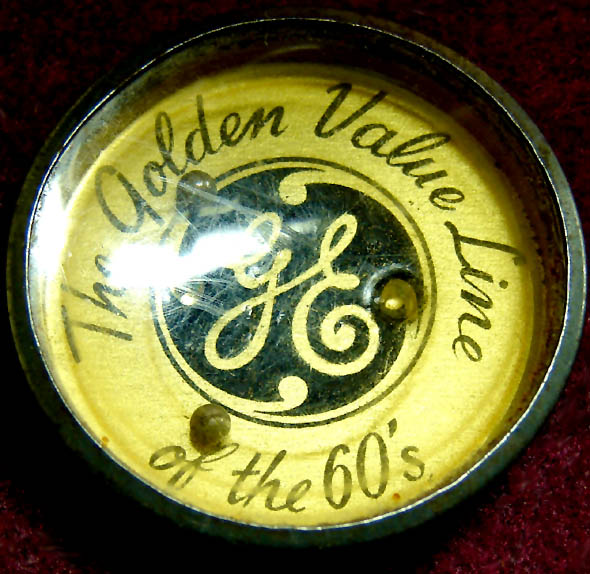 The Golden Value Line
of the 60's
GE